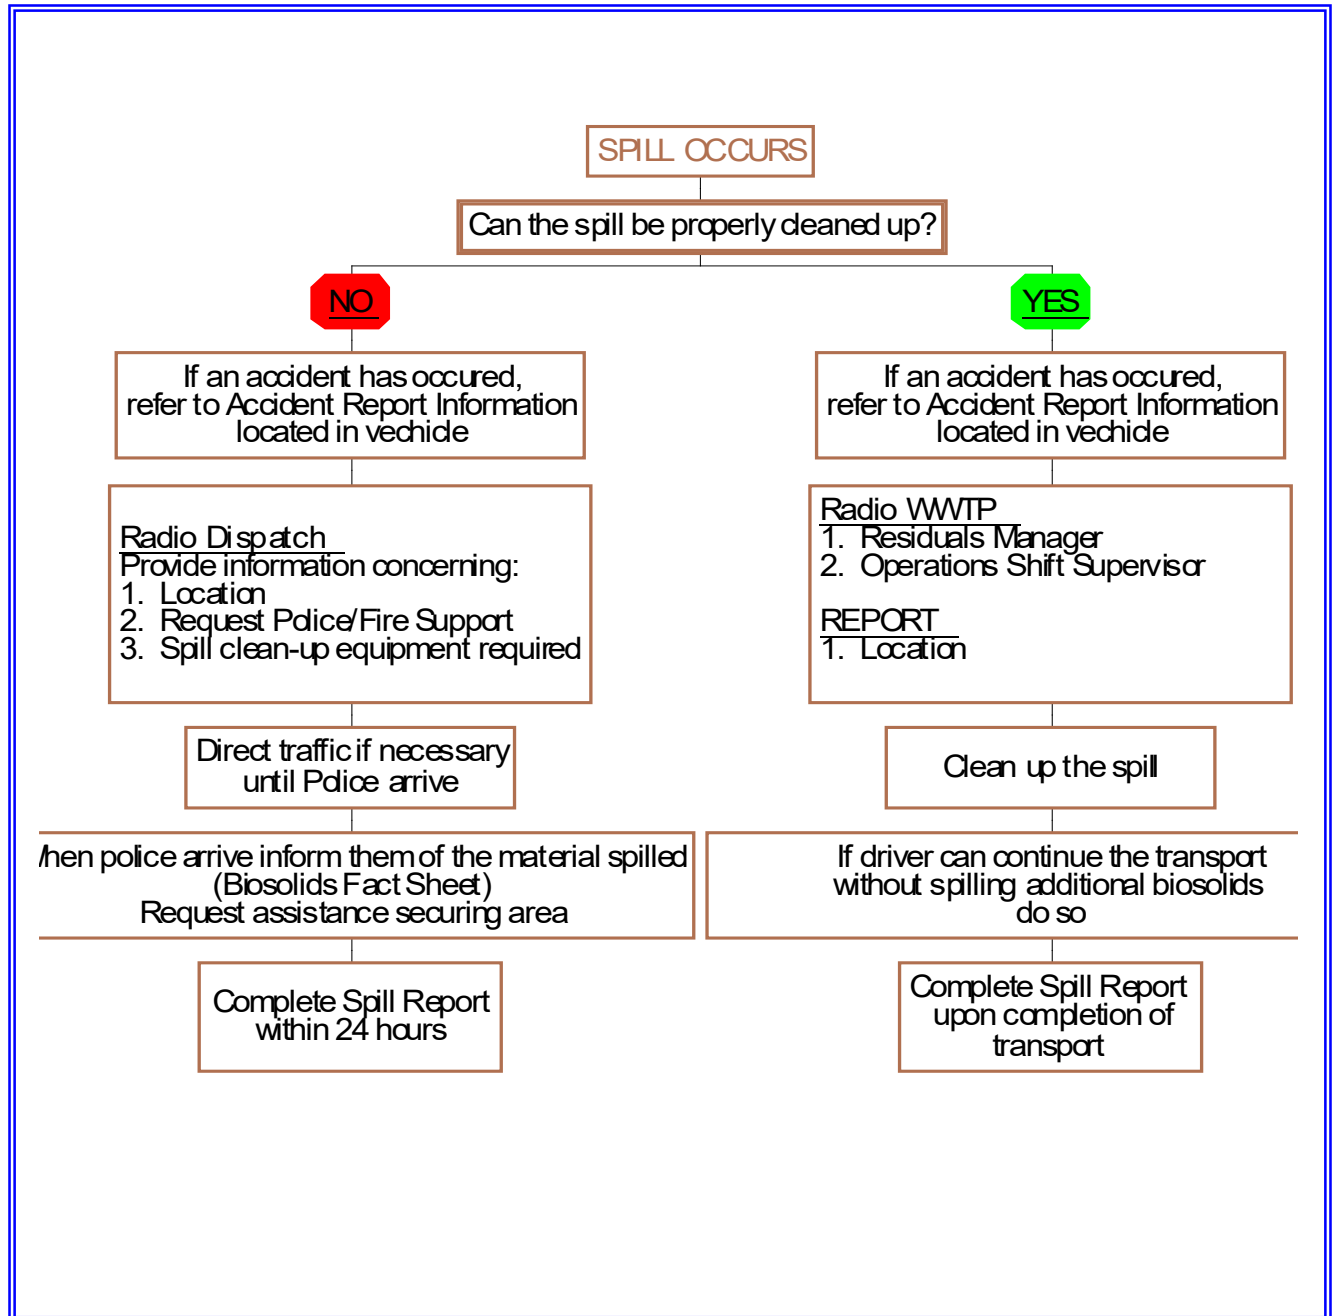 SPILL OCCURS
Can the spill be properly cleaned up?
NO
YES
If an accident has occured,
refer to Accident Report Information
located in vechicle
If an accident has occured,
refer to Accident Report Information
located in vechicle
Radio Dispatch
Provide information concerning:
1. Location
2. Request Police/Fire Support
3. Spill clean-up equipment required
Radio WWTP
1. Residuals Manager
2. Operations Shift Supervisor
REPORT
1. Location
Direct traffic if necessary
until Police arrive
Clean up the spill
hen police arrive inform them of the material spilled
(Biosolids Fact Sheet)
Request assistance securing area
If driver can continue the transport
without spilling additional biosolids
do so
Complete Spill Report
within 24 hours
Complete Spill Report
upon completion of
transport